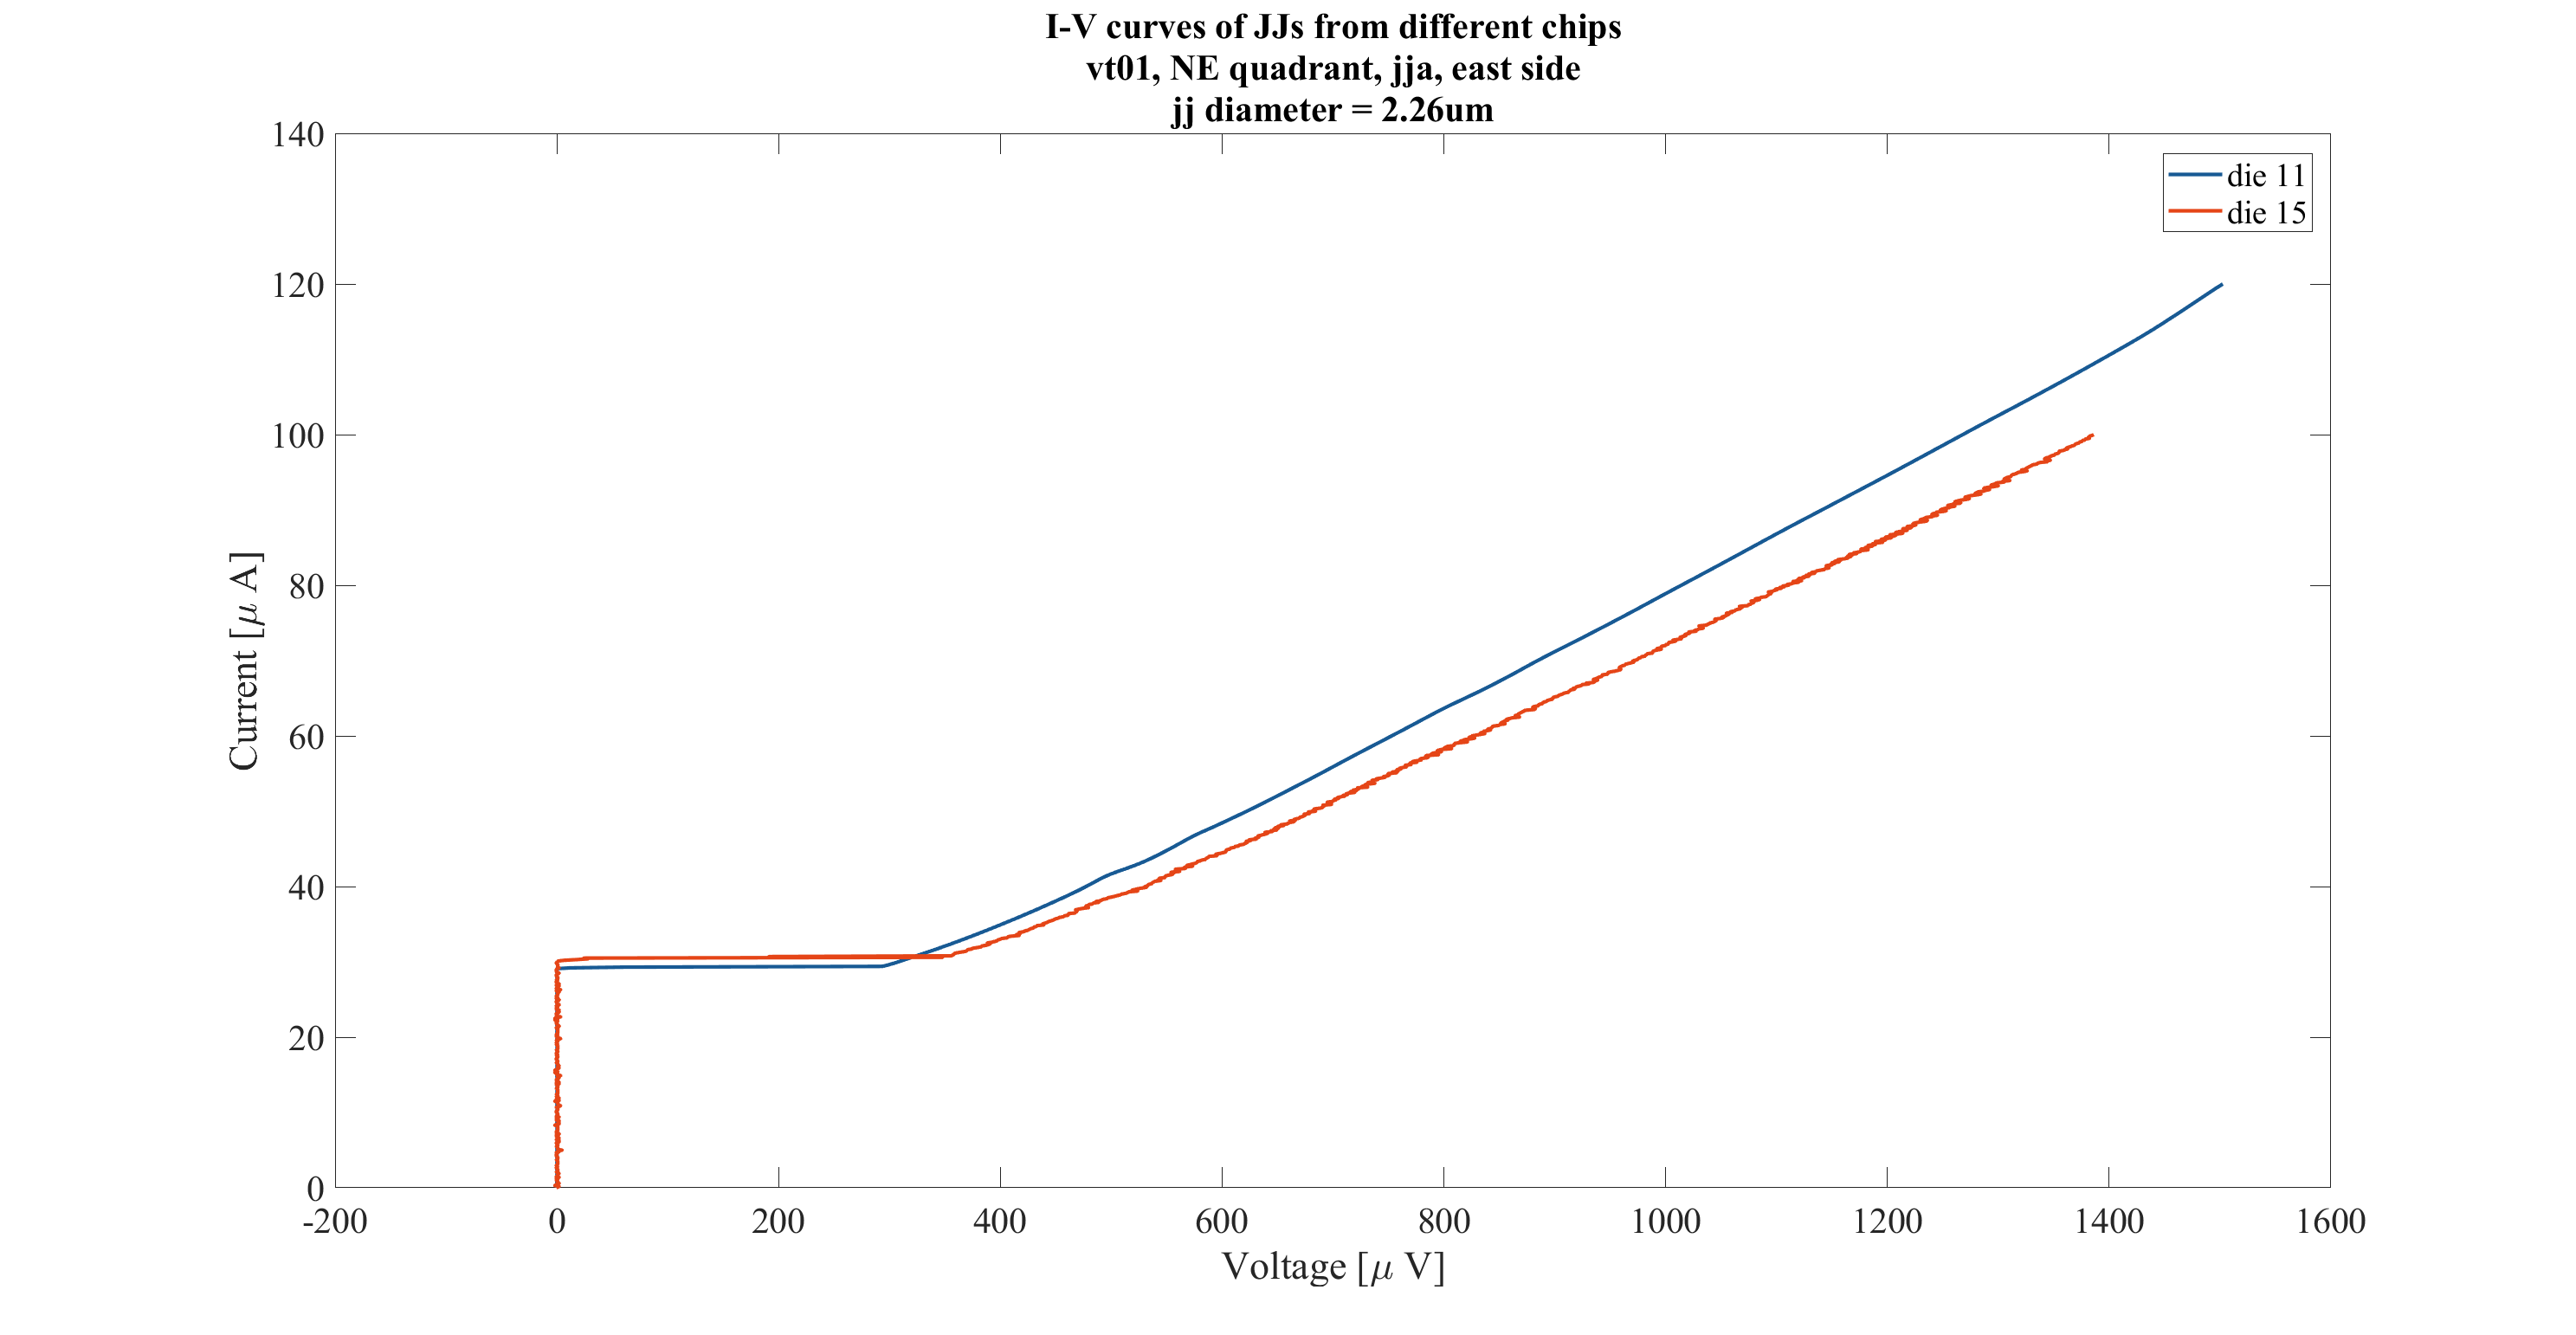 I-V curves of JJs from different chips
vt01, NE quadrant, jja, east side
jj diameter = 2.26um
die 11
die 15
140
120
100
80
60
40
20
0
Current [μ A]
-200 0 200 400 600 800 1000 1200 1400 1600
Voltage [μ V]